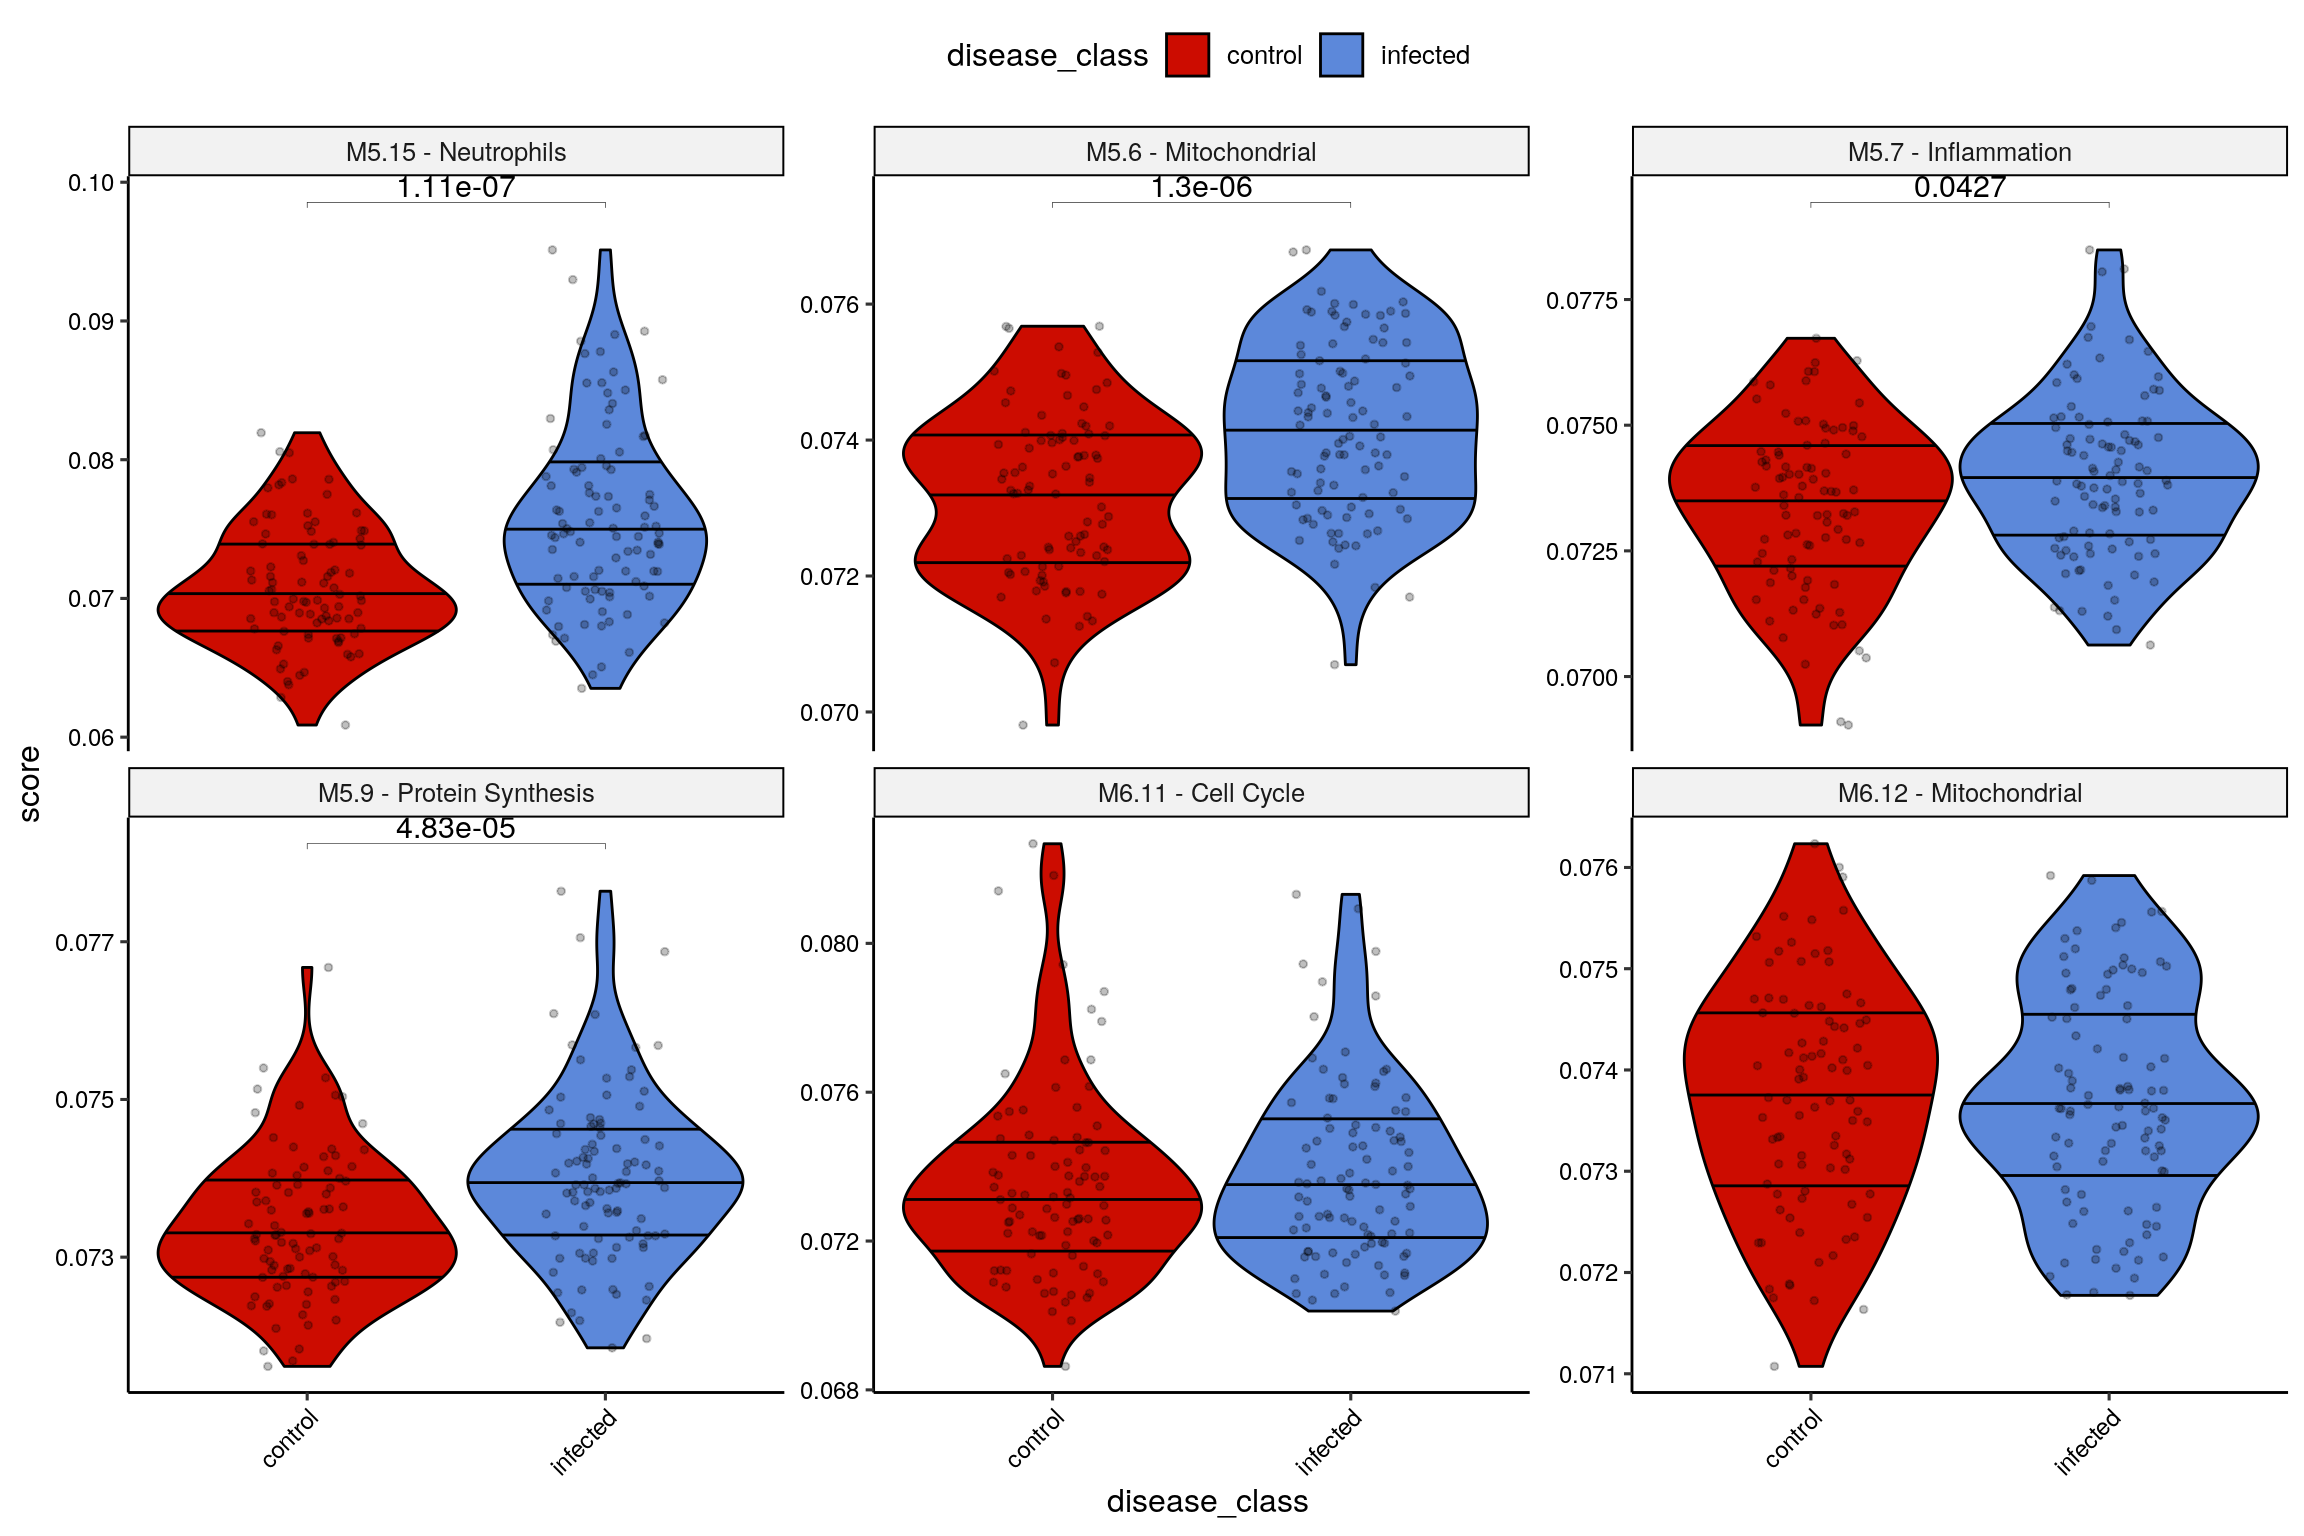 disease_class control infected
M5.15 - Neutrophils
1.11e-07
0.10
0.09
0.08
0.07
0.06
M5.6 - Mitochondrial
1.3e-06
0.076
0.074
0.072
0.070
M5.7 - Inflammation
0.0427
0.0775
0.0750
0.0725
0.0700
score
M5.9 - Protein Synthesis
4.83e-05
0.077
0.075
0.073
control
infected
M6.11 - Cell Cycle
0.080
0.076
0.072
0.068
control
infected
M6.12 - Mitochondrial
0.076
0.075
0.074
0.073
0.072
0.071
control
infected
disease_class